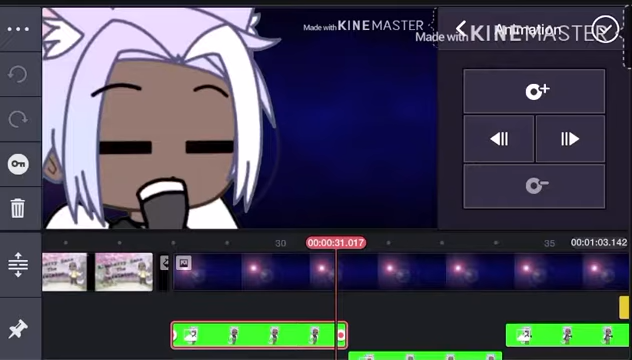 Made with KINEMASTER
Made with KINEMASTER
Animation
30
00:00:31.017
35
00:01:03.142